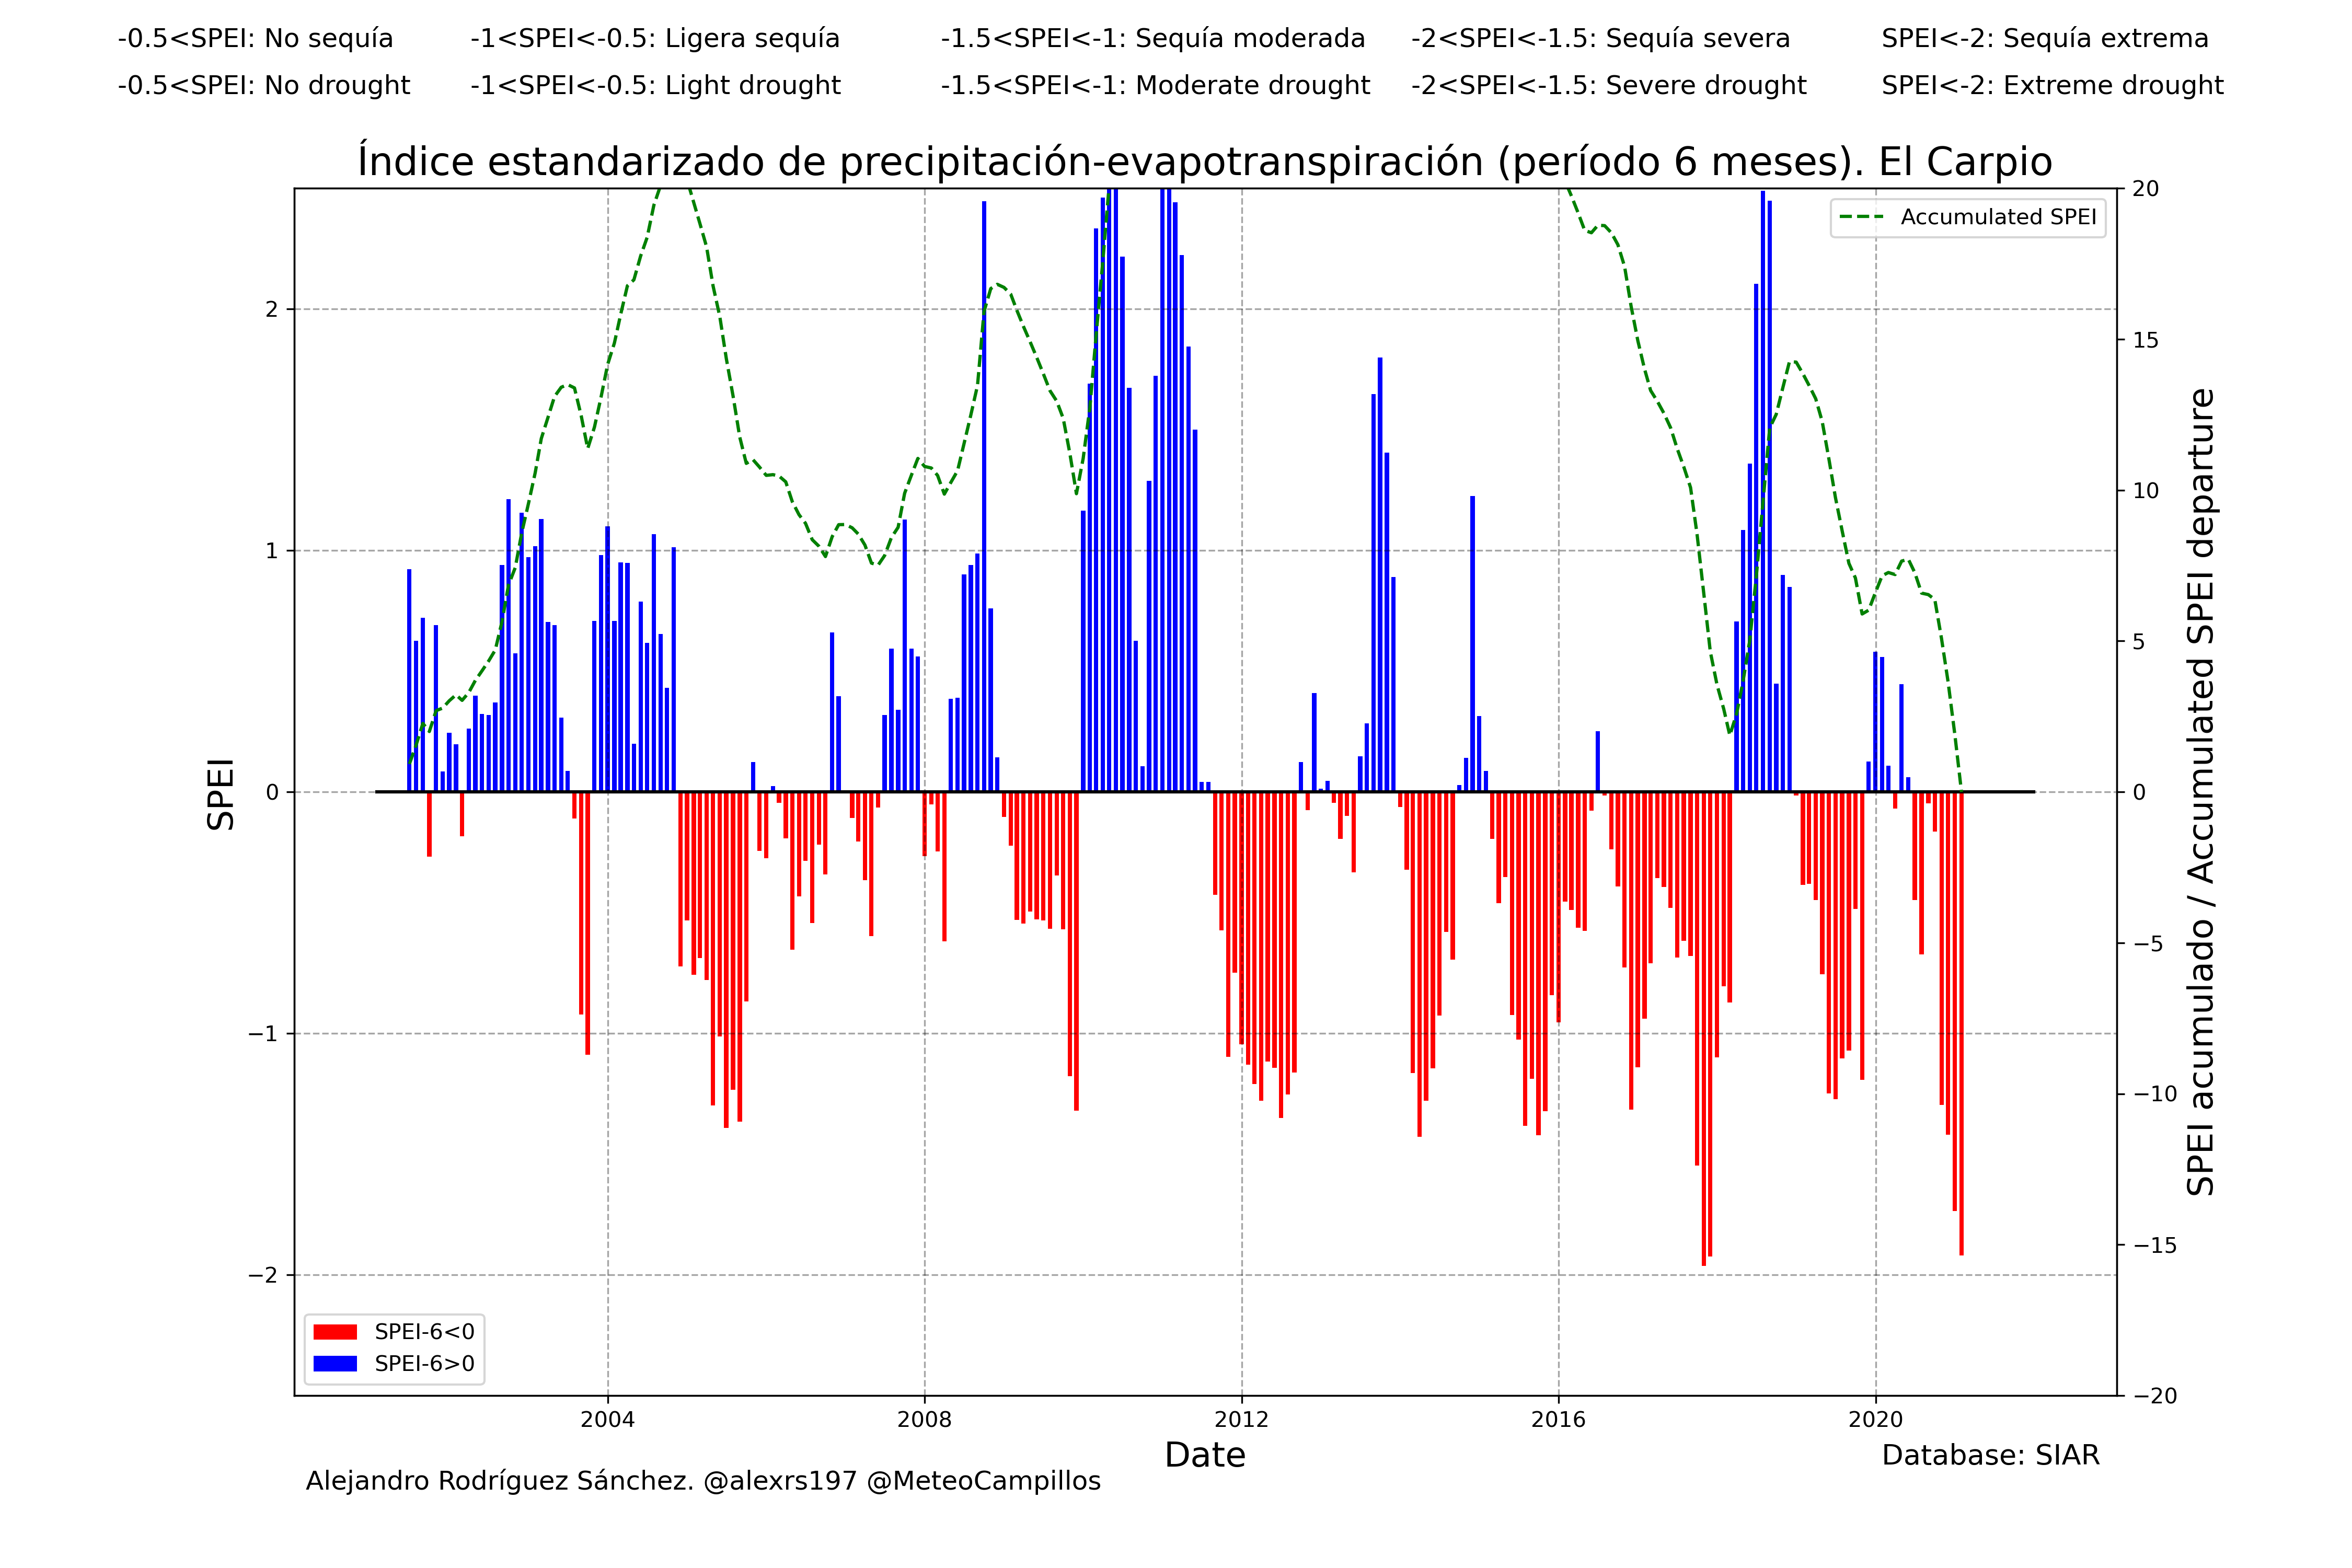 -0.5<SPEI: No sequía -1<SPEI<-0.5: Ligera sequía -1.5<SPEI<-1: Sequía moderada -2<SPEI<-1.5: Sequía severa SPEI<-2: Sequía extrema
-0.5<SPEI: No drought -1<SPEI<-0.5: Light drought -1.5<SPEI<-1: Moderate drought -2<SPEI<-1.5: Severe drought SPEI<-2: Extreme drought
Índice estandarizado de precipitación-evapotranspiración (período 6 meses). El Carpio
Accumulated SPEI
SPEI
2
1
0
−1
−2
20
15
10
5
0
−5
−10
−15
−20
SPEI acumulado / Accumulated SPEI departure
SPEI-6<0
SPEI-6>0
2004 2008 2012 2016 2020
Date
Database: SIAR
Alejandro Rodríguez Sánchez. @alexrs197 @MeteoCampillos